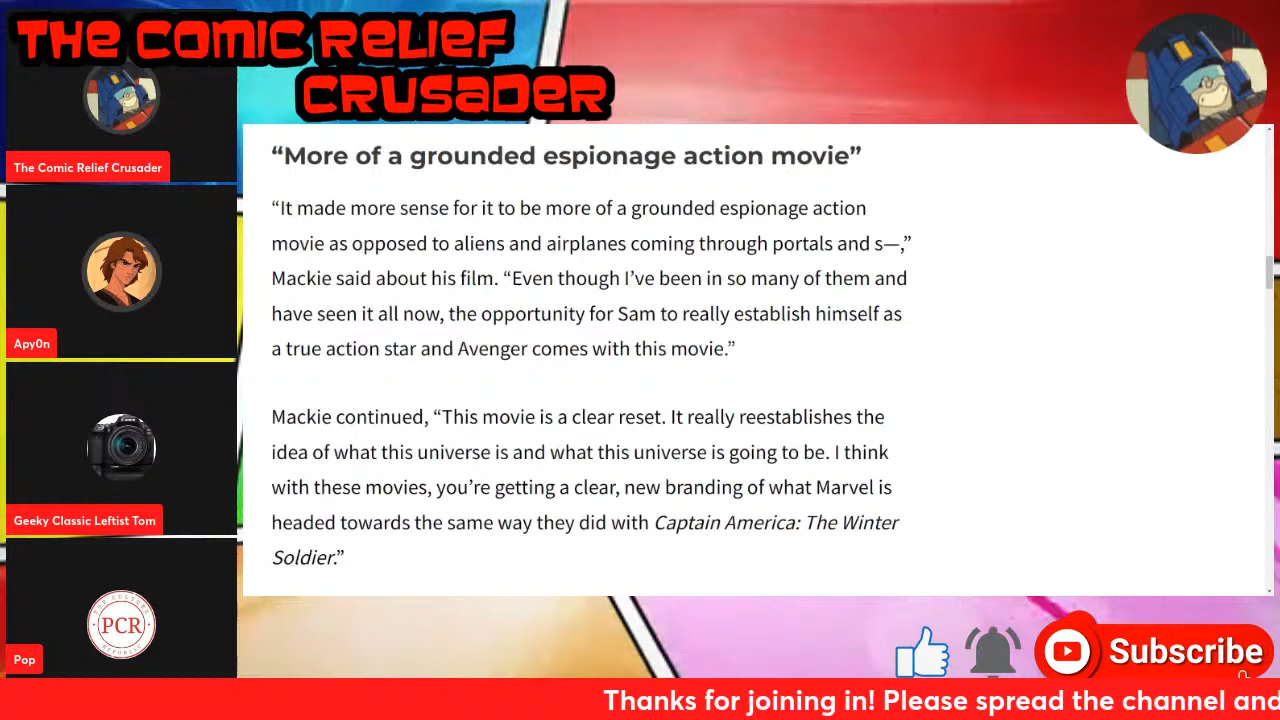 THE COMIC RELIEF
CRUSADER
The Comic Relief Crusader
Apy0n
Canon
Geeky Classic Leftist Tom
POP CULTURE
PCR
REPUBLIC
Pop
“More of a grounded espionage action movie”
“It made more sense for it to be more of a grounded espionage action
movie as opposed to aliens and airplanes coming through portals and s—,”
Mackie said about his film. “Even though I’ve been in so many of them and
have seen it all now, the opportunity for Sam to really establish himself as
a true action star and Avenger comes with this movie.”
Mackie continued, “This movie is a clear reset. It really reestablishes the
idea of what this universe is and what this universe is going to be. I think
with these movies, you’re getting a clear, new branding of what Marvel is
headed towards the same way they did with Captain America: The Winter
Soldier.”
Subscribe
Thanks for joining in! Please spread the channel and